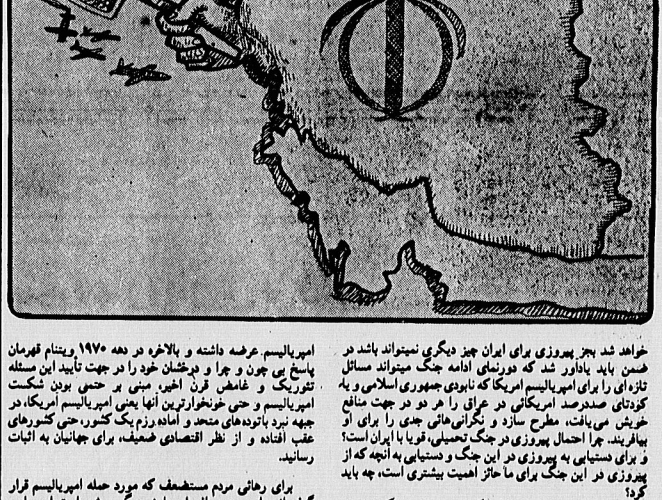 خواهد شد بجز پیروزی برای ایران چیز دیگری نمیتواند باشد در
ضمن باید یادآور شد که دورنمای ادامه جنگ میتواند مسائل
تازه‌ای را برای امپریالیسم امریکا که نابودی جمهوری اسلامی و یا،
کودتای صددرصد امریکائی در عراق را هر دو در جهت منافع
خویش می‌یافت، مطرح سازد و نگرانی‌هائی جدی را برای او
بیافریند. چرا احتمال پیروزی در جنگ تحمیلی، قویا با ایران است؟
و برای دستیابی به پیروزی در این جنگ و دستیابی به آنچه که از
پیروزی در این جنگ برای ما حائز اهمیت بیشتری است، چه باید
کرد؟
امپریالیسم عرضه داشته و بالاخره در دهه ۱۹۷۰ ویتنام قهرمان
پاسخ بی چون و چرا و درخشان خود را در جهت تأیید این مسئله
تئوریک و غامض قرن اخیر، مبنی بر حتمی بودن شکست
امپریالیسم و حتی خونخوارترین آنها یعنی امپریالیسم آمریکا، در
جبهه نبرد باتوده‌های متحد و آماده رزم یک کشور، حتی کشورهای
عقب افتاده و از نظر اقتصادی ضعیف، برای جهانیان به اثبات
رسانید.
برای رهائی مردم مستضعف که مورد حمله امپریالیسم قرار